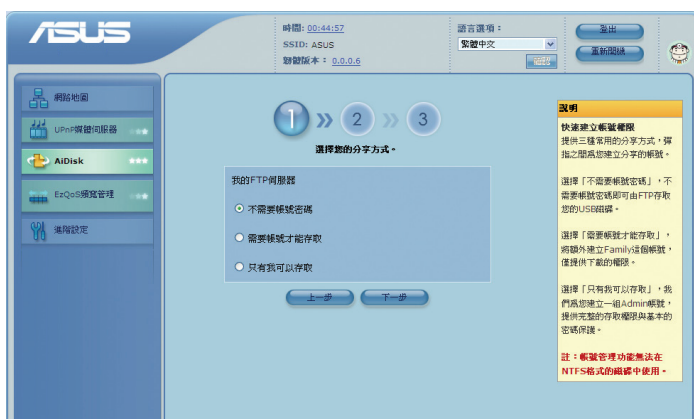 ASUS
時間: 00:44:57
SSID: ASUS
韌體版本： 0.0.0.6
語言選項：
繁體中文
登出
重新開機
網路地圖
UPnP媒體伺服器
AiDisk
EzQoS頻寬管理
進階設定
1 » 2 » 3
選擇您的分享方式。
我的FTP伺服器
不需要帳號密碼
需要帳號才能存取
只有我可以存取
上一步
下一步
說明
快速建立帳號權限
提供三種常用的分享方式，彈
指之間為您建立分享的帳號。
選擇「不需要帳號密碼」，不
需要帳號密碼即可由FTP存取
您的USB磁碟。
選擇「需要帳號才能存取」，
將額外建立Family這個帳號，
僅提供下載的權限。
選擇「只有我可以存取」，我
們為您建立一組Admin帳號，
提供完整的存取權限與基本的
密碼保護。
註：帳號管理功能無法在
NTFS格式的磁碟中使用。